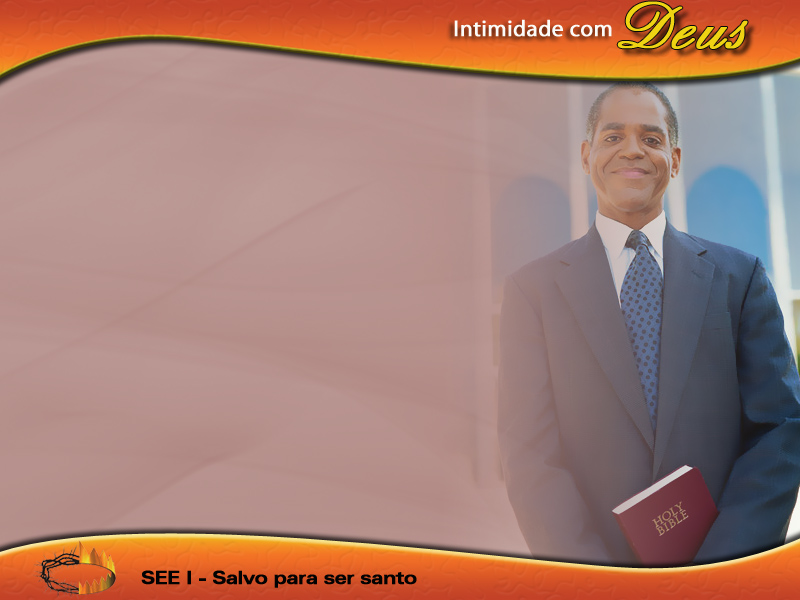 Intimidade com Deus
HOLY
BIBLE
SEE I - Salvo para ser santo